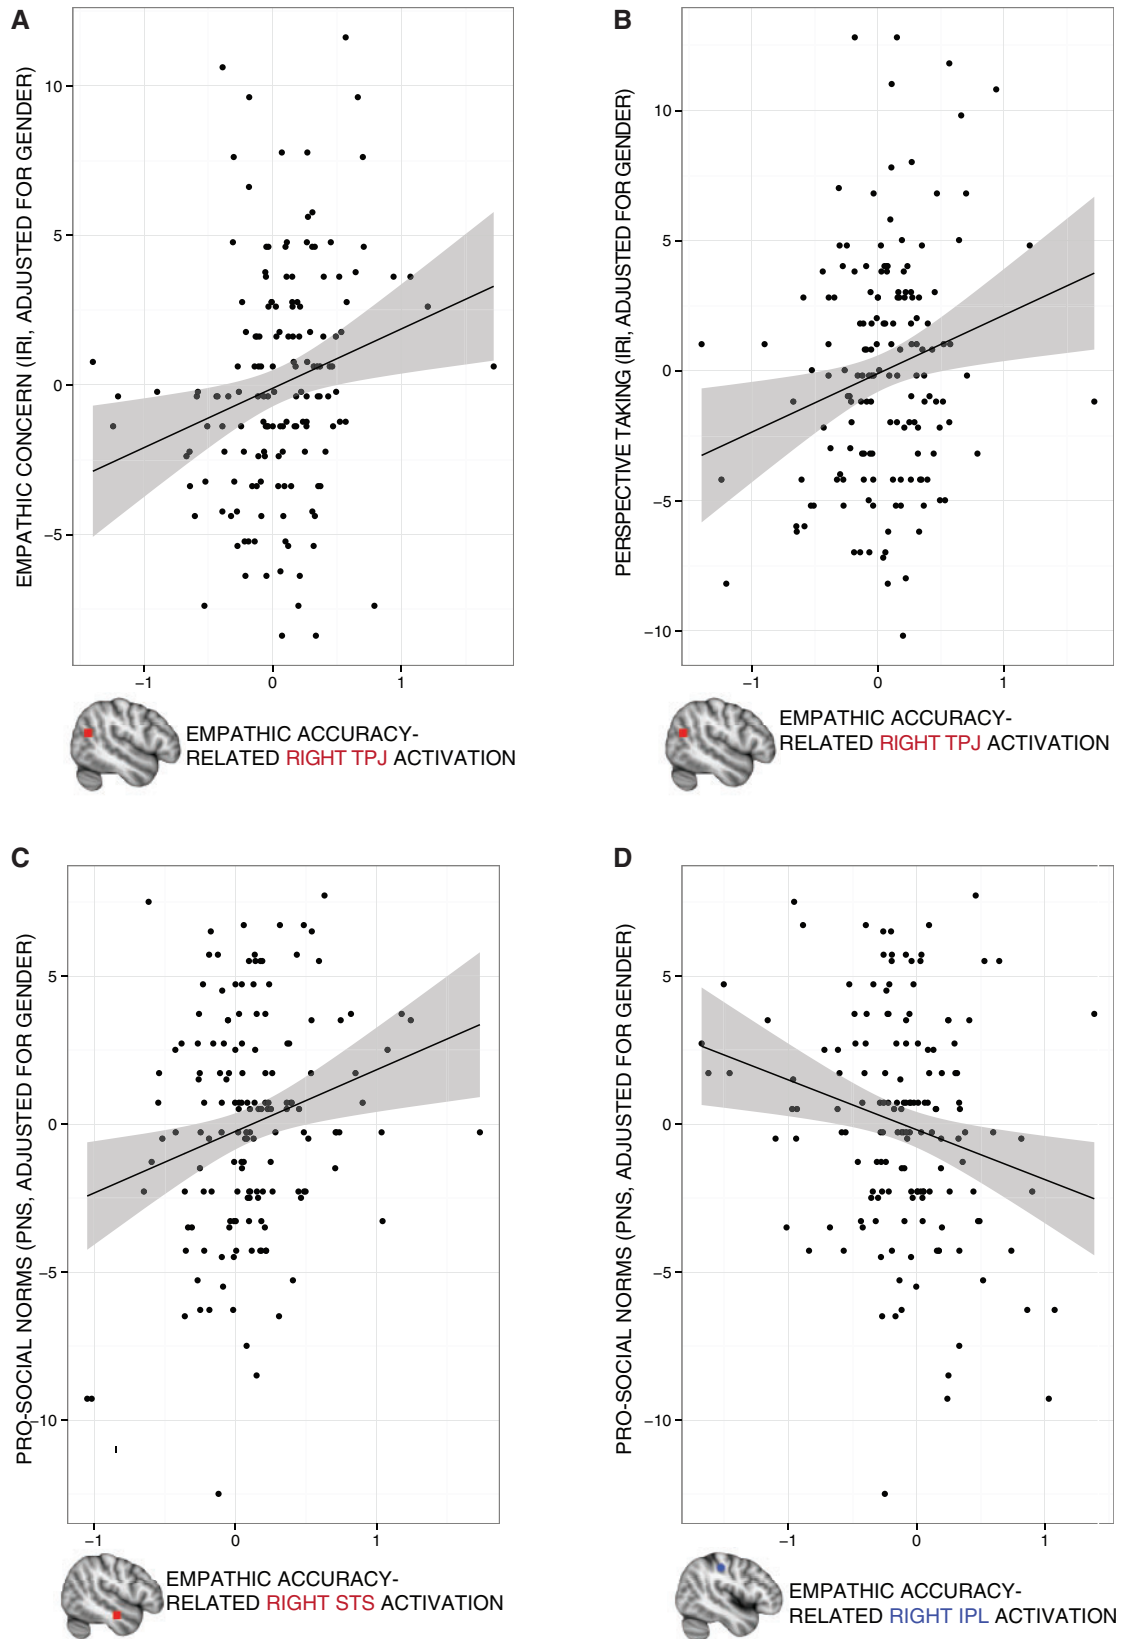 A
EMPATHIC CONCERN (IRI, ADJUSTED FOR GENDER)
10
5
0
−5
−1
0
1
EMPATHIC ACCURACY-
RELATED RIGHT TPJ ACTIVATION
B
PERSPECTIVE TAKING (IRI, ADJUSTED FOR GENDER)
10
5
0
−5
−10
−1
0
1
EMPATHIC ACCURACY-
RELATED RIGHT TPJ ACTIVATION
C
PRO-SOCIAL NORMS (PNS, ADJUSTED FOR GENDER)
5
0
−5
−10
−1
0
1
EMPATHIC ACCURACY-
RELATED RIGHT STS ACTIVATION
D
PRO-SOCIAL NORMS (PNS, ADJUSTED FOR GENDER)
5
0
−5
−10
−1
0
1
EMPATHIC ACCURACY-
RELATED RIGHT IPL ACTIVATION